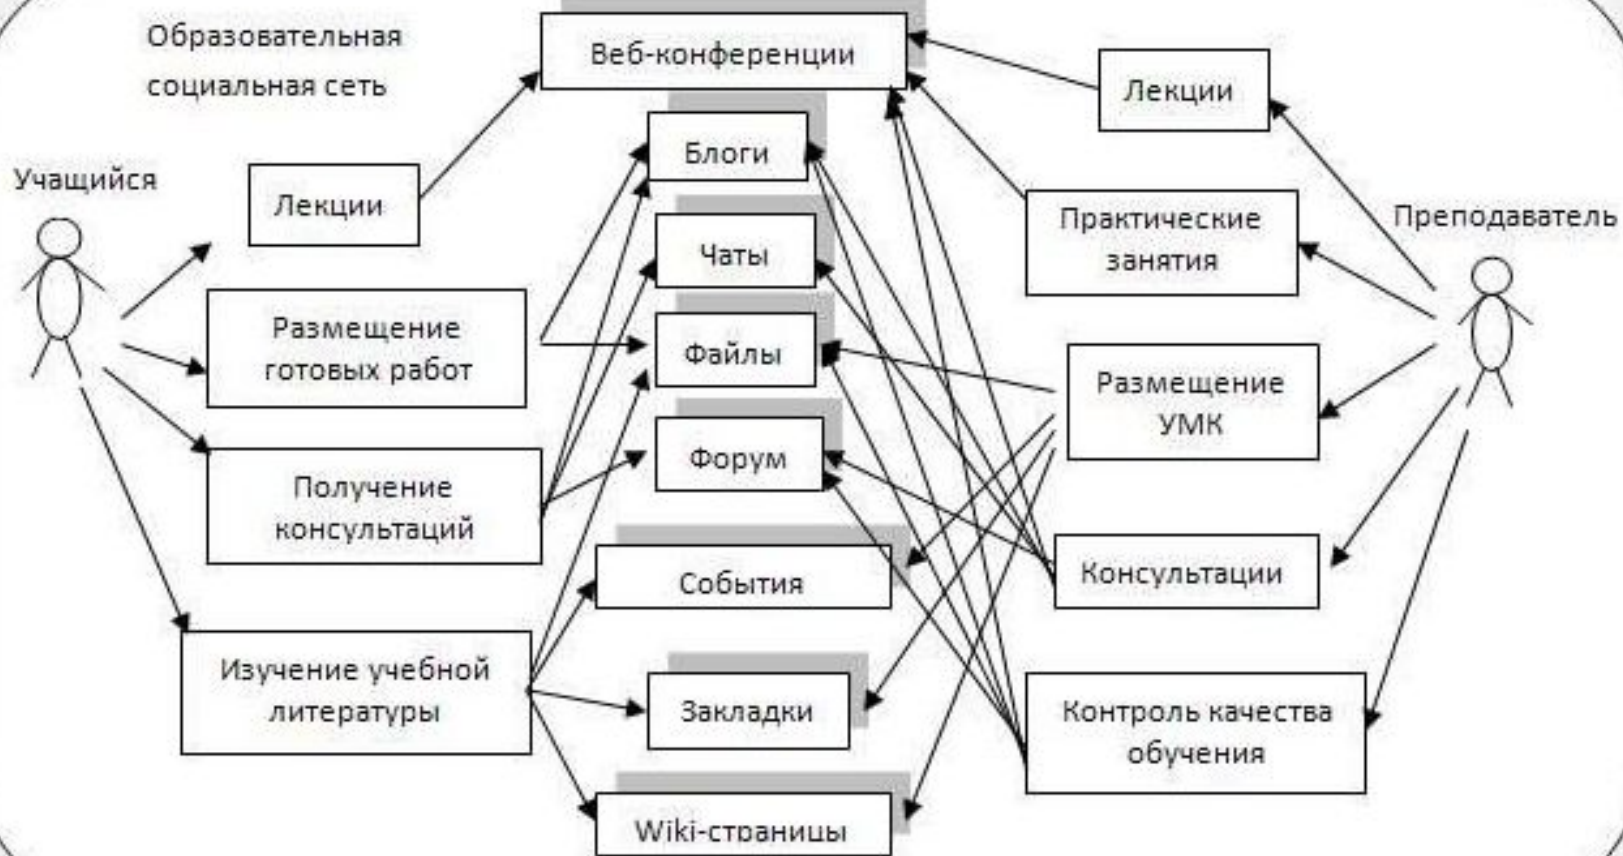 Образовательная
социальная сеть
Веб-конференции
Лекции
Блоги
Учащийся
Лекции
Чаты
Практические
занятия
Преподаватель
Размещение
готовых работ
Файлы
Размещение
УМК
Форум
Получение
консультаций
События
Консультации
Изучение учебной
литературы
Закладки
Контроль качества
обучения
Wiki-страницы